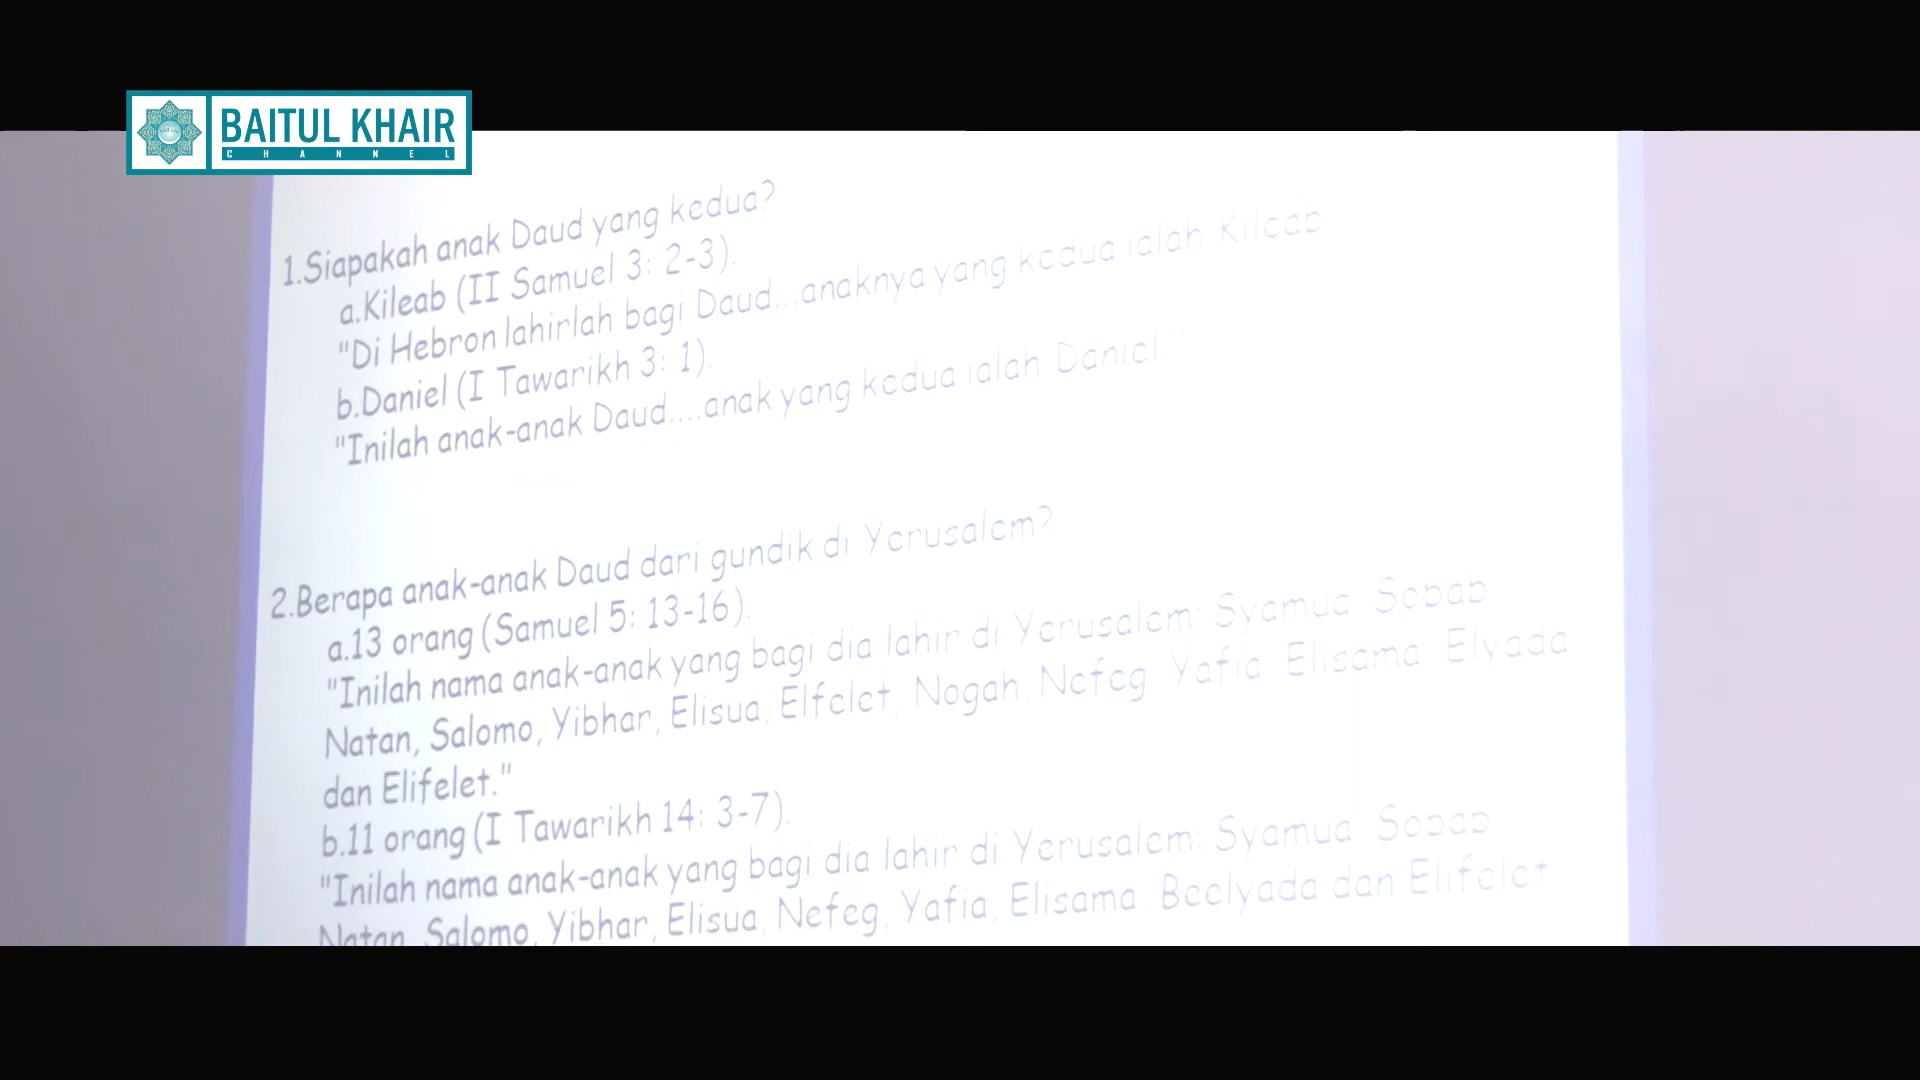 BAITUL KHAIR
CHANNEL
1.Siapakah anak Daud yang kedua?
a.Kileab (II Samuel 3: 2-3).
"Di Hebron lahirlah bagi Daud...anaknya yang kedua ialah Kileab
b.Daniel (I Tawarikh 3: 1).
"Inilah anak-anak Daud....anak yang kedua ialah Daniel
2.Berapa anak-anak Daud dari gundik di Yerusalem?
a.13 orang (Samuel 5: 13-16).
"Inilah nama anak-anak yang bagi dia lahir di Yerusalem: Syamua Sobab
Natan, Salomo, Yibhar, Elisua, Elfelet, Nogah, Nefeg Yafia Elisama Elyada
dan Elifelet."
b.11 orang (I Tawarikh 14: 3-7).
"Inilah nama anak-anak yang bagi dia lahir di Yerusalem: Syamua Sobab
Natan, Salomo, Yibhar, Elisua, Nefeg, Yafia, Elisama Beelyada dan Elifelet